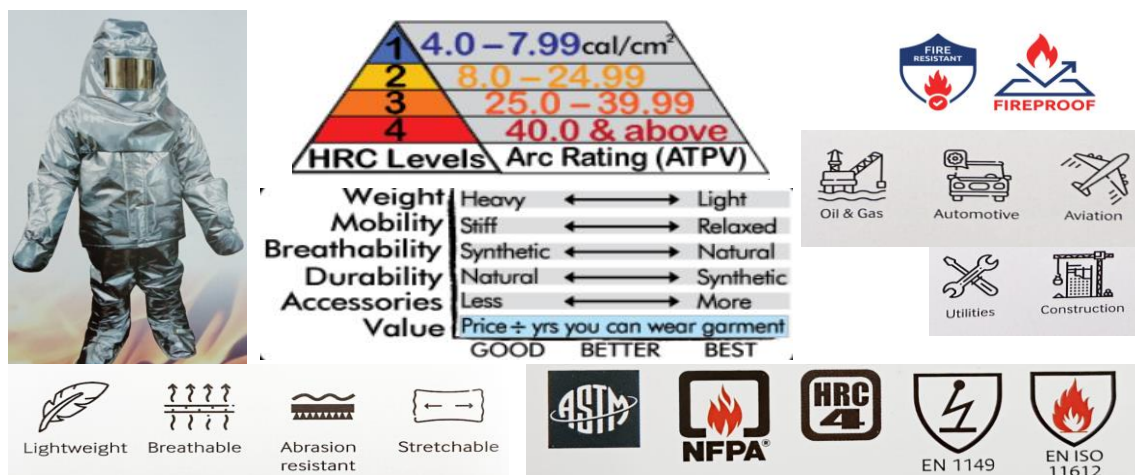 1 4.0 – 7.99 cal/cm²
2 8.0 – 24.99
3 25.0 – 39.99
4 40.0 & above
HRC Levels Arc Rating (ATPV)
FIRE
RESISTANT
FIREPROOF
Oil & Gas Automotive Aviation
Utilities Construction
Weight Heavy Light
Mobility Stiff Relaxed
Breathability Synthetic Natural
Durability Natural Synthetic
Accessories Less More
Value Price ÷ yrs you can wear garment
GOOD BETTER BEST
Lightweight Breathable Abrasion
resistant Stretchable
ASTM
NFPA®
HRC
4
EN 1149
EN ISO
11612